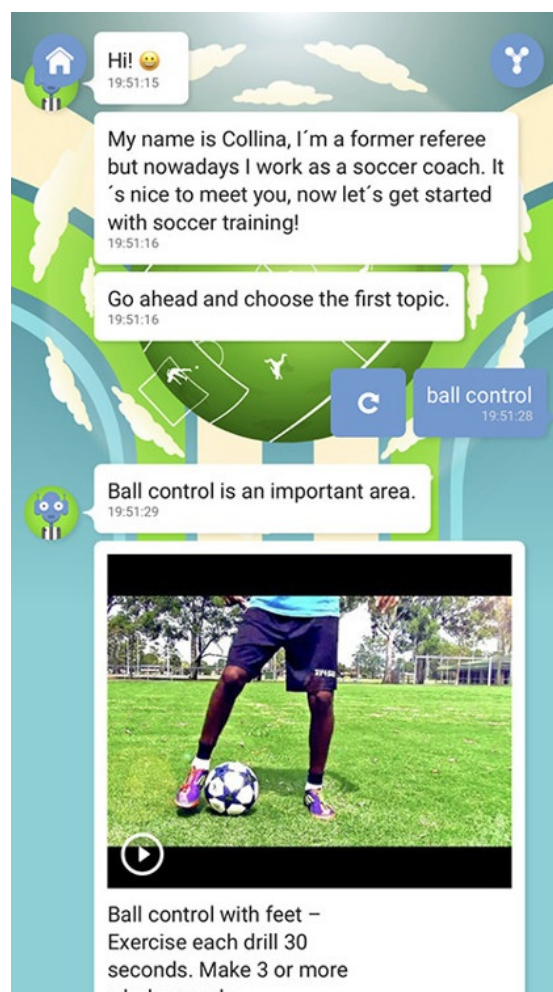 Hi! 😀
19:51:15
My name is Collina, I´m a former referee
but nowadays I work as a soccer coach. It
´s nice to meet you, now let´s get started
with soccer training!
19:51:16
Go ahead and choose the first topic.
19:51:16
ball control
19:51:28
Ball control is an important area.
19:51:29
Ball control with feet –
Exercise each drill 30
seconds. Make 3 or more